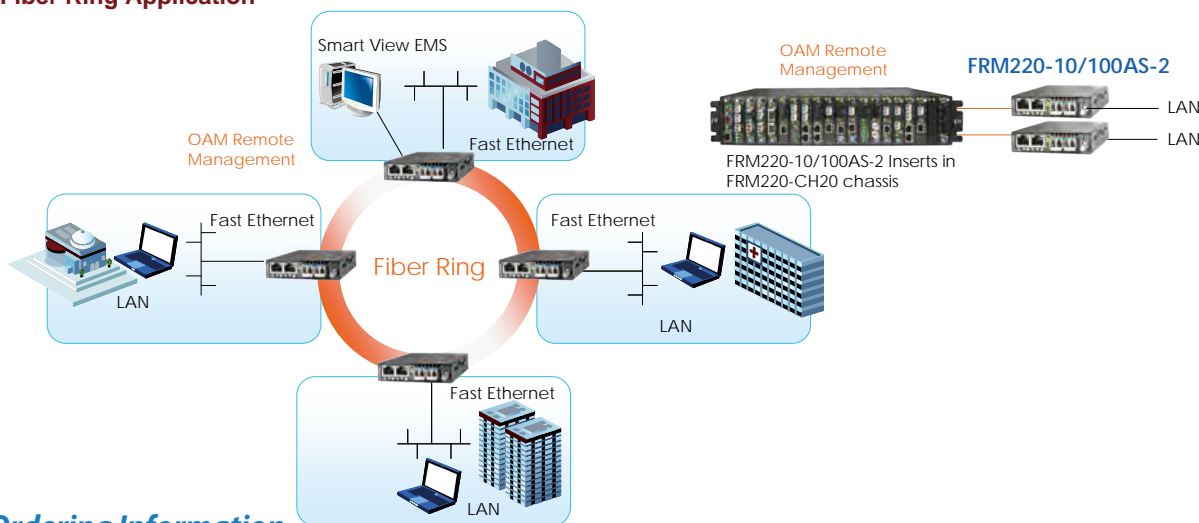 Fiber Ring Application
Smart View EMS
Fast Ethernet
OAM Remote
Management
OAM Remote
Management
FRM220-10/100AS-2
LAN
LAN
FRM220-10/100AS-2 Inserts in
FRM220-CH20 chassis
Fast Ethernet
LAN
Fiber Ring
Fast Ethernet
LAN
Fast Ethernet
LAN
Ordering Information